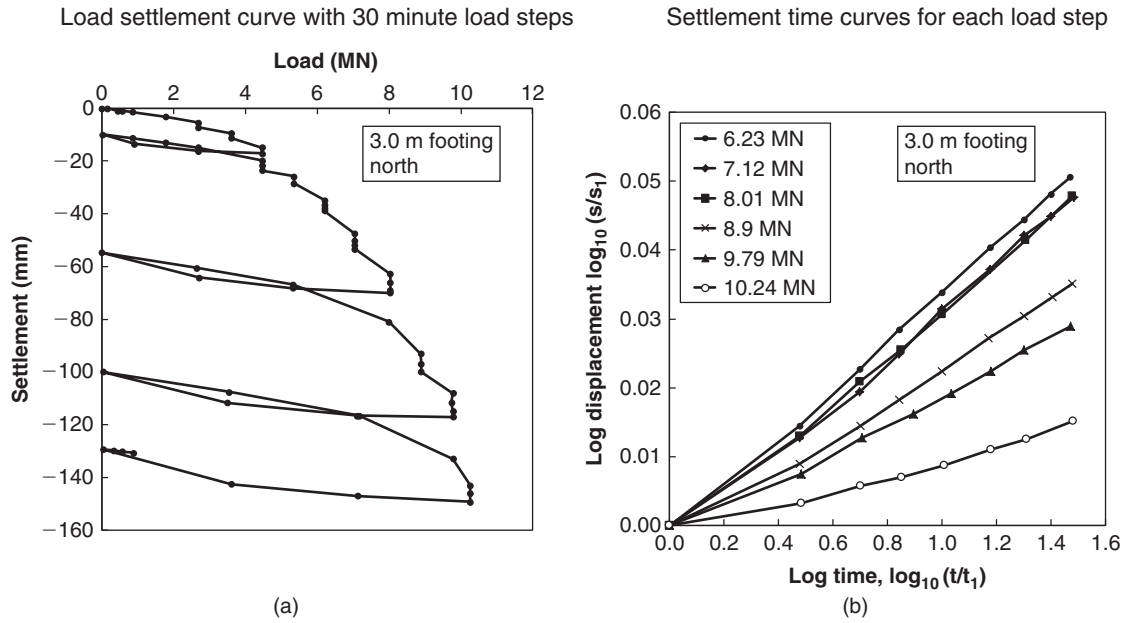 Load settlement curve with 30 minute load steps
Load (MN)
0 2 4 6 8 10 12
0
−20
−40
−60
−80
−100
−120
−140
−160
Settlement (mm)
3.0 m footing
north
(a)
Settlement time curves for each load step
0.06
0.05
0.04
0.03
0.02
0.01
0.00
Log displacement log₁₀ (s/s₁)
6.23 MN
7.12 MN
8.01 MN
8.9 MN
9.79 MN
10.24 MN
3.0 m footing
north
0.0 0.2 0.4 0.6 0.8 1.0 1.2 1.4 1.6
Log time, log₁₀ (t/t₁)
(b)